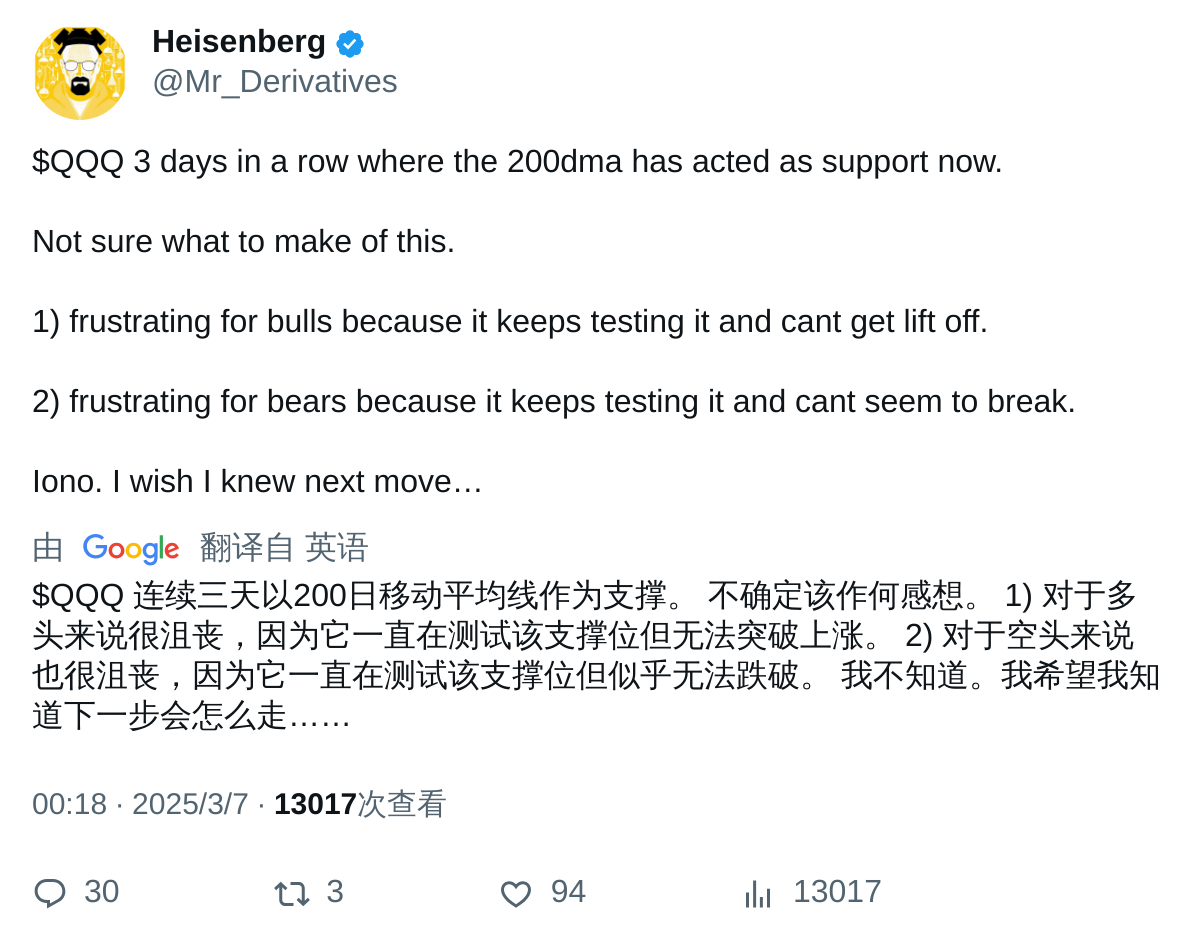 Heisenberg
@Mr_Derivatives
$QQQ 3 days in a row where the 200dma has acted as support now.
Not sure what to make of this.
1) frustrating for bulls because it keeps testing it and cant get lift off.
2) frustrating for bears because it keeps testing it and cant seem to break.
Iono. I wish I knew next move…
由 Google 翻译自 英语
$QQQ 连续三天以200日移动平均线作为支撑。 不确定该作何感想。 1) 对于多
头来说很沮丧，因为它一直在测试该支撑位但无法突破上涨。 2) 对于空头来说
也很沮丧，因为它一直在测试该支撑位但似乎无法跌破。 我不知道。我希望我知
道下一步会怎么走……
00:18 · 2025/3/7 · 13017次查看
30 3 94 13017